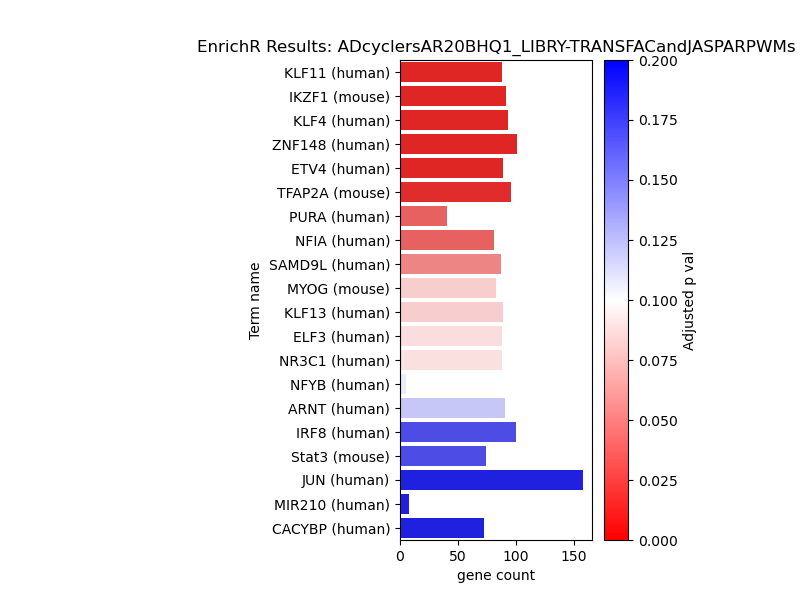 EnrichR Results: ADcyclersAR20BHQ1_LIBRY-TRANSFACandJASPARPWMs
KLF11 (human)
IKZF1 (mouse)
KLF4 (human)
ZNF148 (human)
ETV4 (human)
TFAP2A (mouse)
PURA (human)
NFIA (human)
SAMD9L (human)
MYOG (mouse)
KLF13 (human)
ELF3 (human)
NR3C1 (human)
NFYB (human)
ARNT (human)
IRF8 (human)
Stat3 (mouse)
JUN (human)
MIR210 (human)
CACYBP (human)
Term name
0 50 100 150
gene count
0.200
0.175
0.150
0.125
0.100
0.075
0.050
0.025
0.000
Adjusted p val